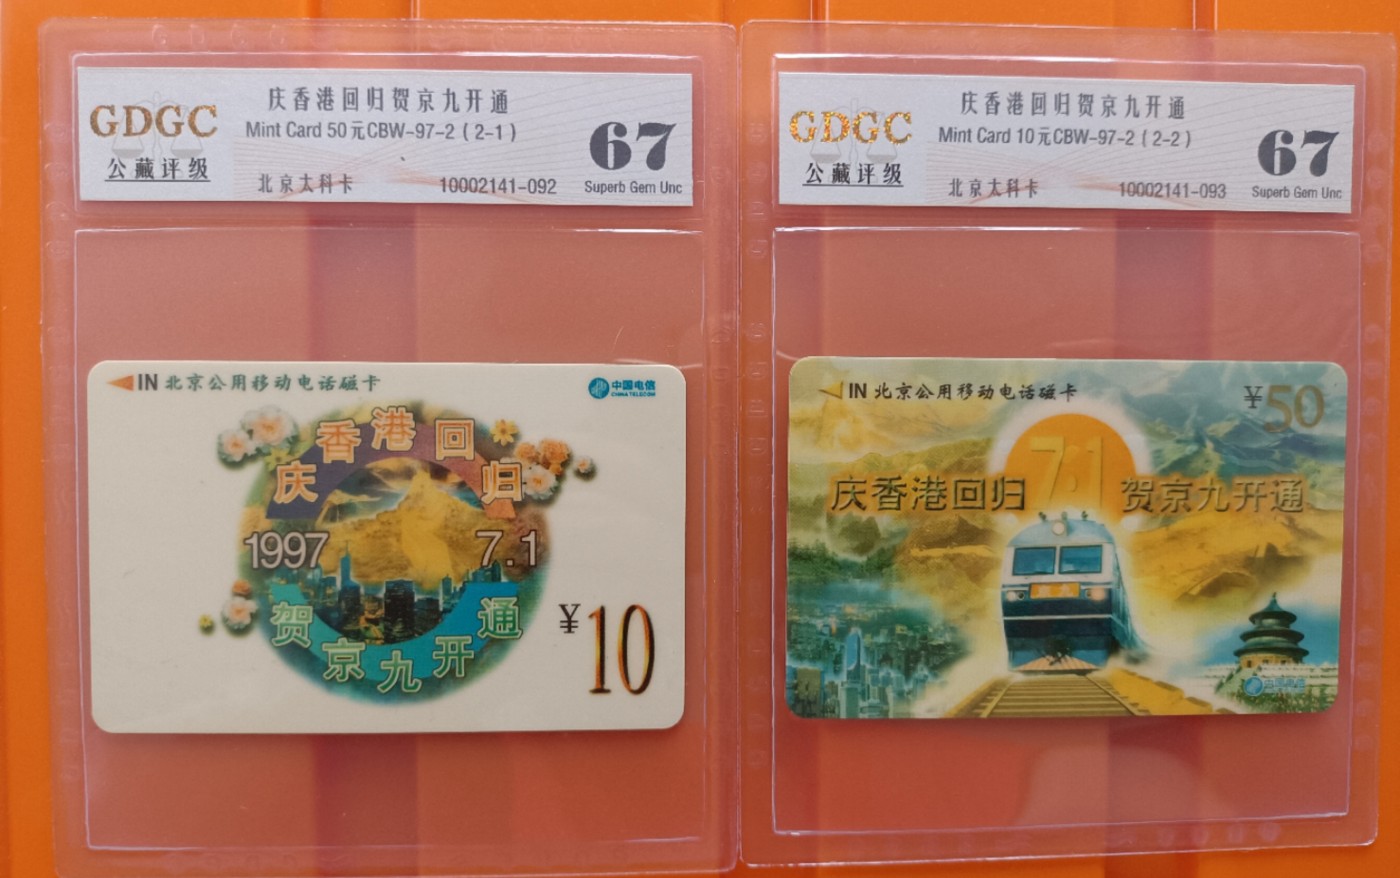 GDGC
公藏评级
庆香港回归贺京九开通
Mint Card 50元CBW-97-2 ( 2-1 )
北京太科卡
10002141-092
67
Superb Gem Unc
GDGC
公藏评级
庆香港回归贺京九开通
Mint Card 10元CBW-97-2 ( 2-2 )
北京太科卡
10002141-093
67
Superb Gem Unc
IN 北京公用移动电话磁卡
中国电信
CHINA TELECOM
庆香港回归
1997 7.1
贺京九开通
¥10
IN 北京公用移动电话磁卡
¥50
7.1
庆香港回归 贺京九开通
中国电信